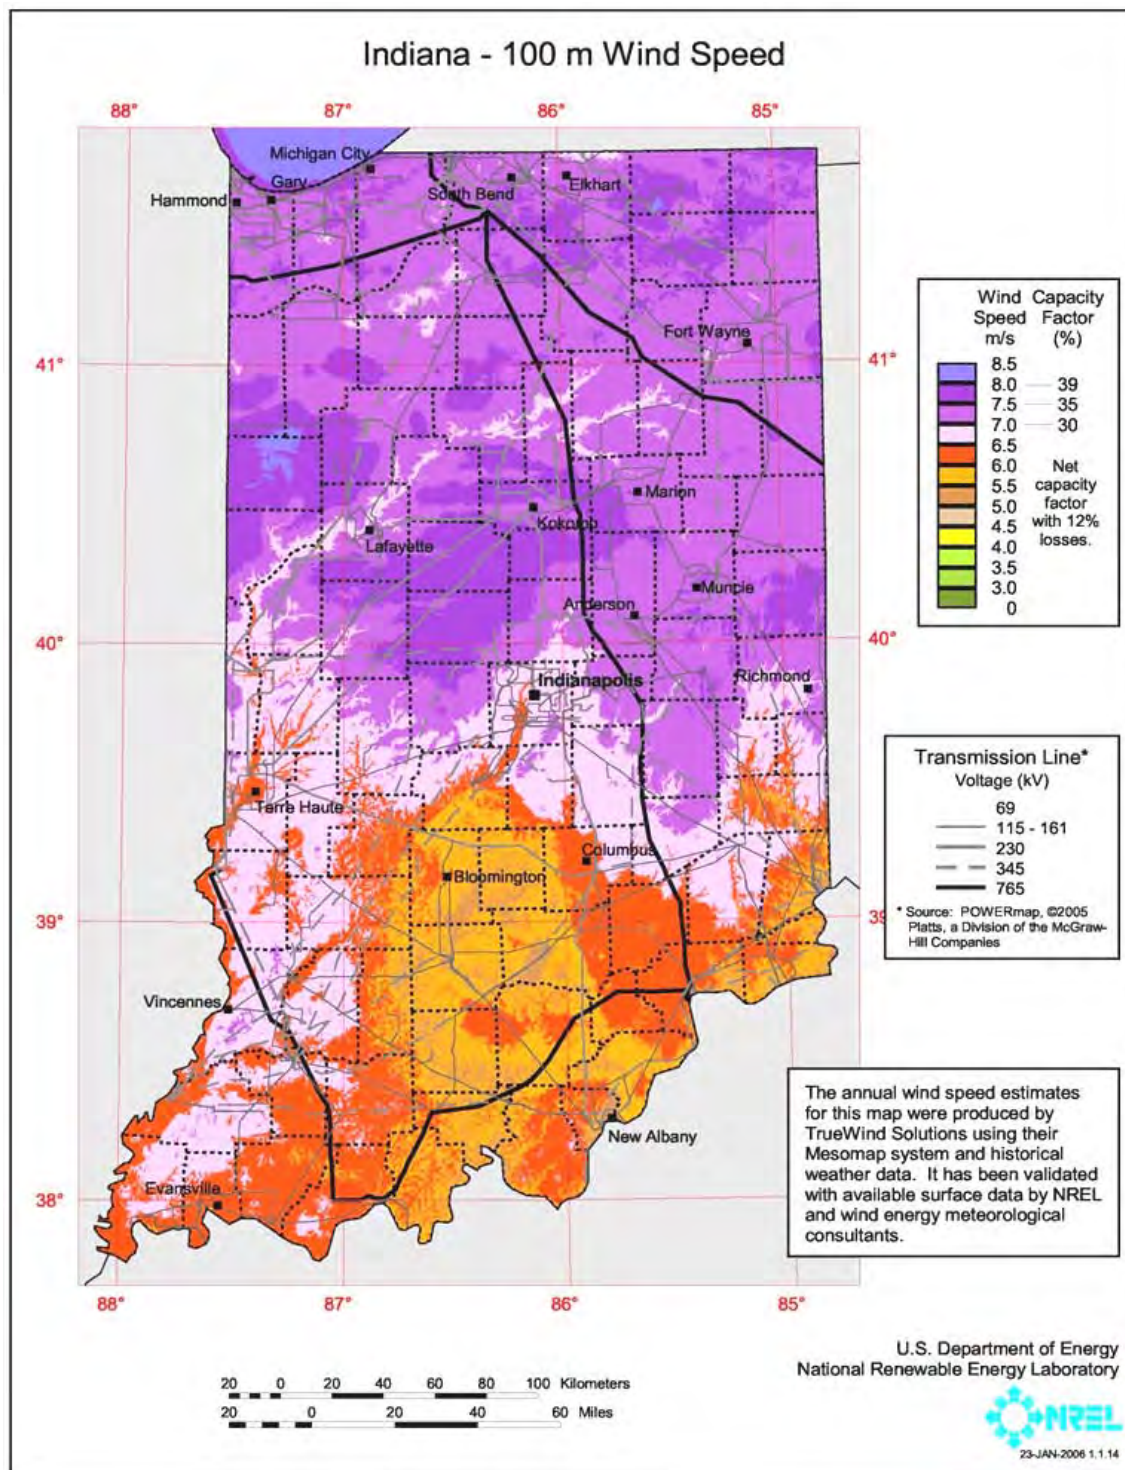 Indiana - 100 m Wind Speed
88° 87° 86° 85°
Michigan City
Gary
Hammond
South Bend
Elkhart
Fort Wayne
41° 41°
Marion
Kokomo
Lafayette
Muncie
Anderson
40° 40°
Indianapolis
Richmond
Terre Haute
Columbus
Bloomington
39° 39
Vincennes
New Albany
38°
Evansville
88° 87° 86° 85°
Wind Capacity
Speed Factor
m/s (%)
8.5
8.0 39
7.5 35
7.0 30
6.5
6.0 Net
5.5 capacity
5.0 factor
4.5 with 12%
4.0 losses.
3.5
3.0
0
Transmission Line*
Voltage (kV)
69
115 - 161
230
345
765
* Source: POWERmap, ©2005
Platts, a Division of the McGraw-
Hill Companies
The annual wind speed estimates
for this map were produced by
TrueWind Solutions using their
Mesomap system and historical
weather data. It has been validated
with available surface data by NREL
and wind energy meteorological
consultants.
U.S. Department of Energy
National Renewable Energy Laboratory
20 0 20 40 60 80 100 Kilometers
20 0 20 40 60 Miles
NREL
23-JAN-2006 1.1.14